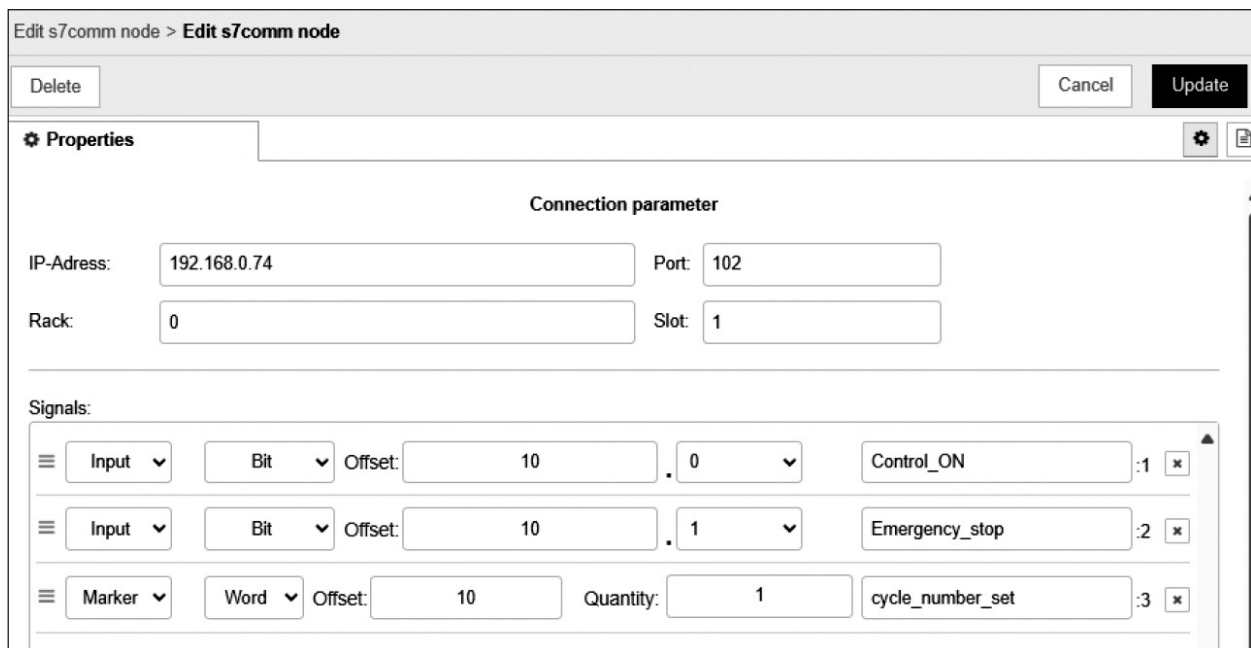 Edit s7comm node > Edit s7comm node
Delete Cancel Update
Properties
Connection parameter
IP-Adress: 192.168.0.74 Port: 102
Rack: 0 Slot: 1
Signals:
Input Bit Offset: 10 . 0 Control_ON :1
Input Bit Offset: 10 . 1 Emergency_stop :2
Marker Word Offset: 10 Quantity: 1 cycle_number_set :3